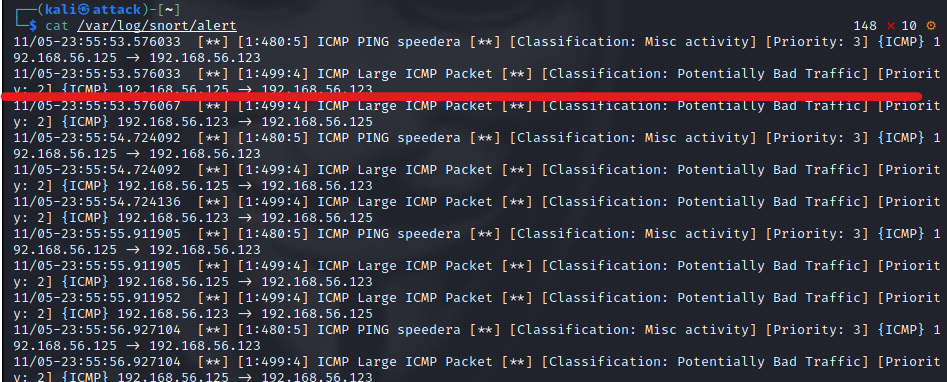 ┌──(kali㉿attack)-[~]
└─$ cat /var/log/snort/alert 148 × 10 ⚙
11/05-23:55:53.576033  [**] [1:480:5] ICMP PING speedera [**] [Classification: Misc activity] [Priority: 3] {ICMP} 1
92.168.56.125 → 192.168.56.123
11/05-23:55:53.576033  [**] [1:499:4] ICMP Large ICMP Packet [**] [Classification: Potentially Bad Traffic] [Priorit
y: 2] {ICMP} 192.168.56.125 → 192.168.56.123
11/05-23:55:53.576067  [**] [1:499:4] ICMP Large ICMP Packet [**] [Classification: Potentially Bad Traffic] [Priorit
y: 2] {ICMP} 192.168.56.123 → 192.168.56.125
11/05-23:55:54.724092  [**] [1:480:5] ICMP PING speedera [**] [Classification: Misc activity] [Priority: 3] {ICMP} 1
92.168.56.125 → 192.168.56.123
11/05-23:55:54.724092  [**] [1:499:4] ICMP Large ICMP Packet [**] [Classification: Potentially Bad Traffic] [Priorit
y: 2] {ICMP} 192.168.56.125 → 192.168.56.123
11/05-23:55:54.724136  [**] [1:499:4] ICMP Large ICMP Packet [**] [Classification: Potentially Bad Traffic] [Priorit
y: 2] {ICMP} 192.168.56.123 → 192.168.56.125
11/05-23:55:55.911905  [**] [1:480:5] ICMP PING speedera [**] [Classification: Misc activity] [Priority: 3] {ICMP} 1
92.168.56.125 → 192.168.56.123
11/05-23:55:55.911905  [**] [1:499:4] ICMP Large ICMP Packet [**] [Classification: Potentially Bad Traffic] [Priorit
y: 2] {ICMP} 192.168.56.125 → 192.168.56.123
11/05-23:55:55.911952  [**] [1:499:4] ICMP Large ICMP Packet [**] [Classification: Potentially Bad Traffic] [Priorit
y: 2] {ICMP} 192.168.56.123 → 192.168.56.125
11/05-23:55:56.927104  [**] [1:480:5] ICMP PING speedera [**] [Classification: Misc activity] [Priority: 3] {ICMP} 1
92.168.56.125 → 192.168.56.123
11/05-23:55:56.927104  [**] [1:499:4] ICMP Large ICMP Packet [**] [Classification: Potentially Bad Traffic] [Priorit
y: 2] {ICMP} 192.168.56.125 → 192.168.56.123